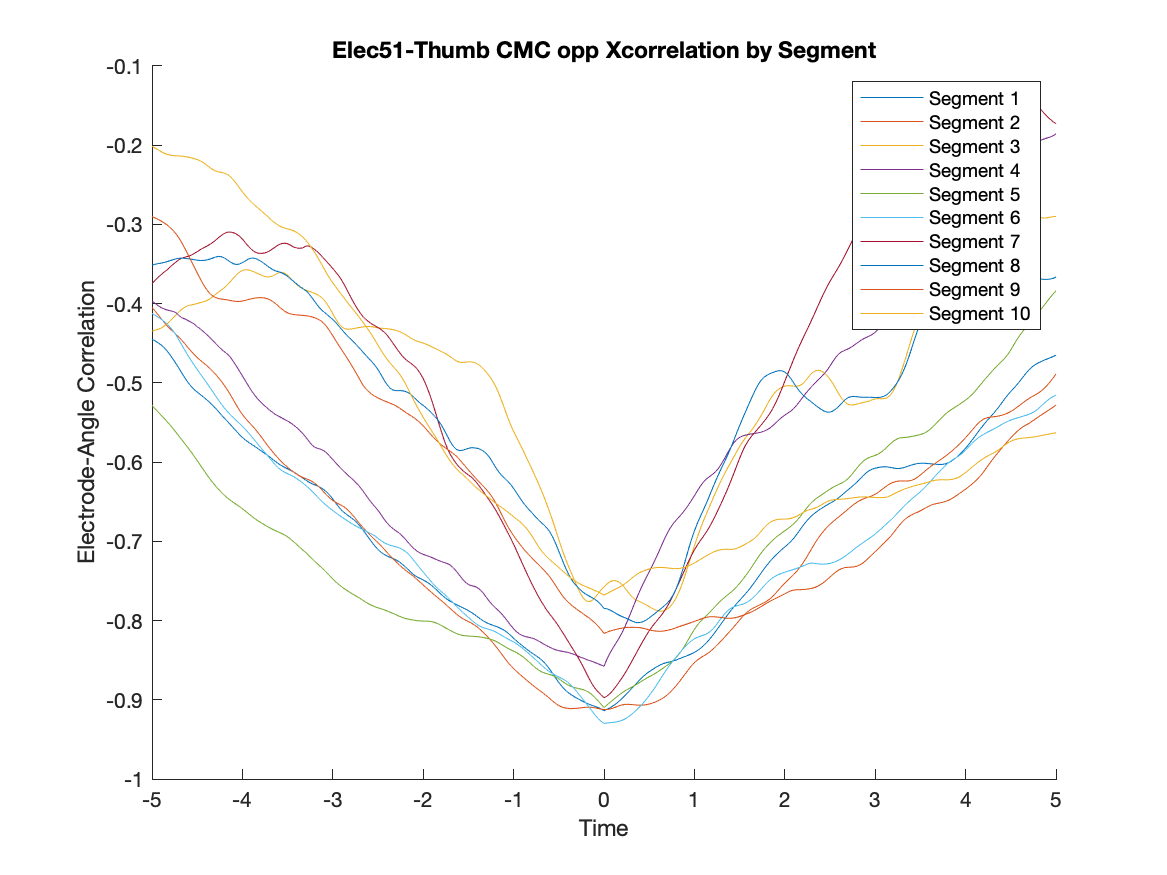 Elec51-Thumb CMC opp Xcorrelation by Segment
-0.1
-0.2
-0.3
-0.4
-0.5
-0.6
-0.7
-0.8
-0.9
-1
Electrode-Angle Correlation
Segment 1
Segment 2
Segment 3
Segment 4
Segment 5
Segment 6
Segment 7
Segment 8
Segment 9
Segment 10
-5 -4 -3 -2 -1 0 1 2 3 4 5
Time